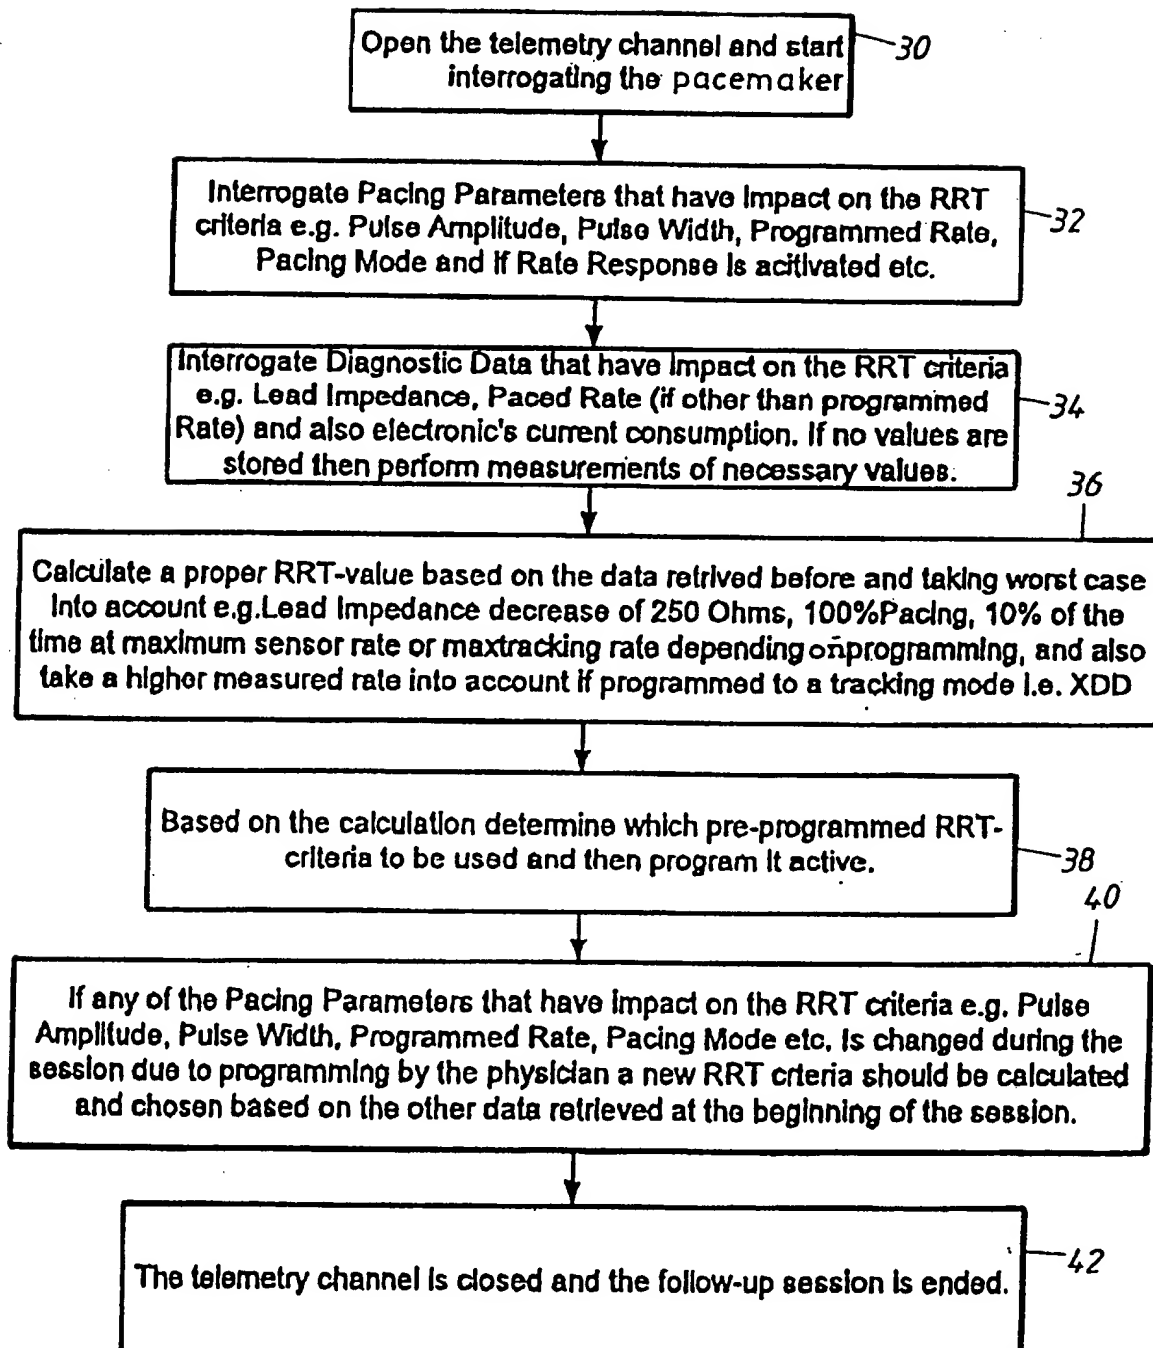 Open the telemetry channel and start
interrogating the pacemaker
30
Interrogate Pacing Parameters that have Impact on the RRT
criteria e.g. Pulse Amplitude, Pulse Width, Programmed Rate,
Pacing Mode and if Rate Response is acitivated etc.
32
Interrogate Diagnostic Data that have Impact on the RRT criteria
e.g. Lead Impedance, Paced Rate (if other than programmed
Rate) and also electronic's current consumption. If no values are
stored then perform measurements of necessary values.
34
36
Calculate a proper RRT-value based on the data retrived before and taking worst case
Into account e.g.Lead Impedance decrease of 250 Ohms, 100%Pacing, 10% of the
time at maximum sensor rate or maxtracking rate depending on programming, and also
take a higher measured rate into account if programmed to a tracking mode i.e. XDD
Based on the calculation determine which pre-programmed RRT-
criteria to be used and then program it active.
38
40
If any of the Pacing Parameters that have impact on the RRT criteria e.g. Pulse
Amplitude, Pulse Width, Programmed Rate, Pacing Mode etc. is changed during the
session due to programming by the physician a new RRT crteria should be calculated
and chosen based on the other data retrieved at the beginning of the session.
The telemetry channel is closed and the follow-up session is ended.
42